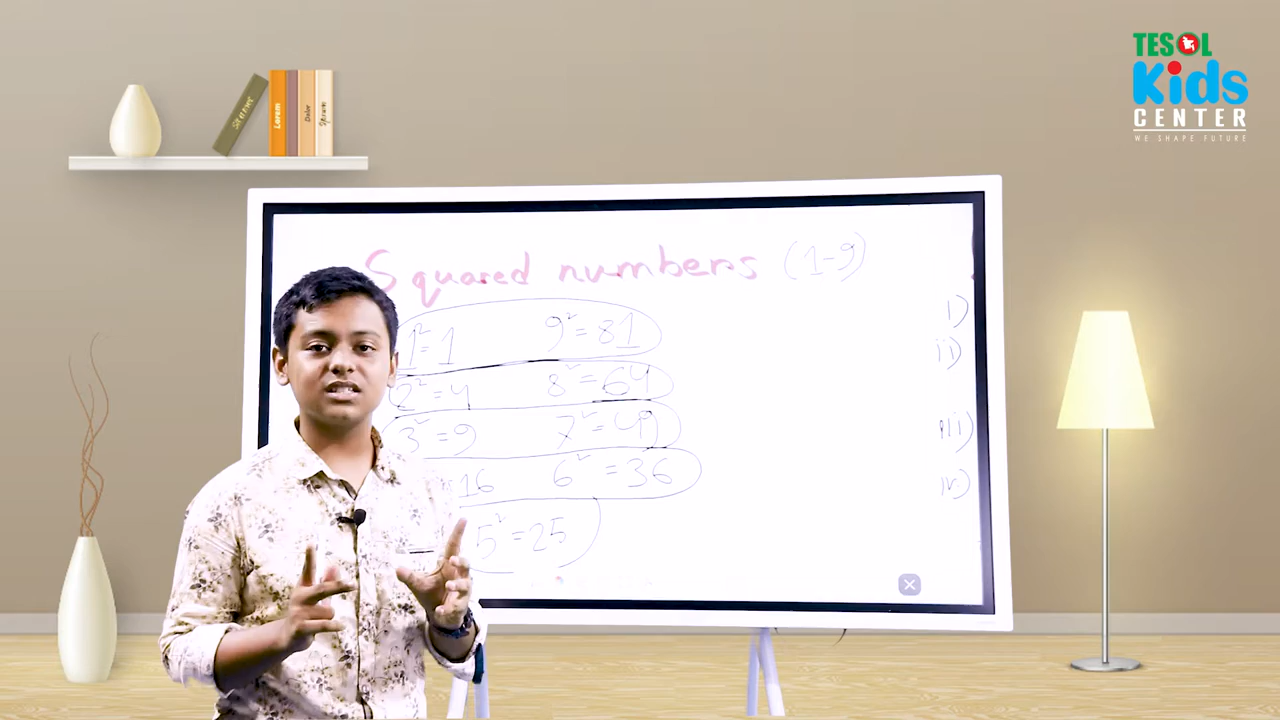 TESOL
Kids
CENTER
WE SHAPE FUTURE
Lorem
Dolor
Squared numbers (1-9)
1²=1 9²=81
2²=4 8²=64
3²=9 7²=49
=16 6²=36
5²=25
i)
ii)
iii)
iv)